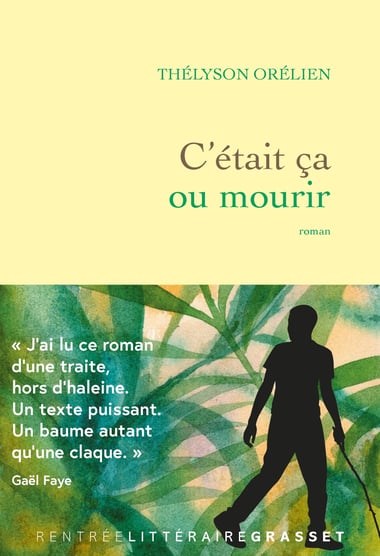 THÉLYSON ORÉLIEN
C'était ça
ou mourir
roman
« J'ai lu ce roman
d'une traite,
hors d'haleine.
Un texte puissant.
Un baume autant
qu'une claque. »
Gaël Faye
RENTRÉELITTÉRAIREGRASSET